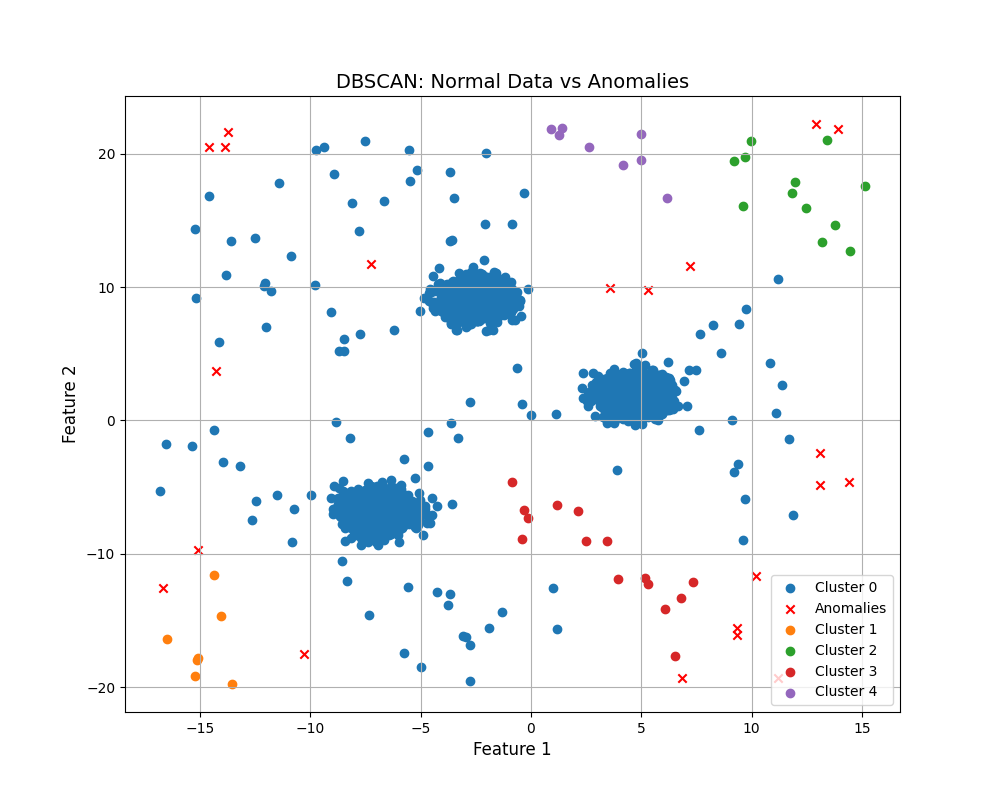 DBSCAN: Normal Data vs Anomalies
20
10
0
−10
−20
Feature 2
−15
−10
−5
0
5
10
15
Feature 1
Cluster 0
Anomalies
Cluster 1
Cluster 2
Cluster 3
Cluster 4